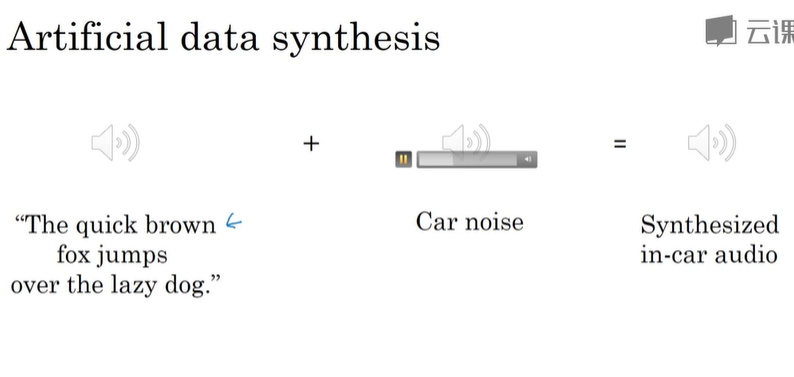 Artificial data synthesis
云课
+
=
“The quick brown
fox jumps
over the lazy dog.”
Car noise
Synthesized
in-car audio